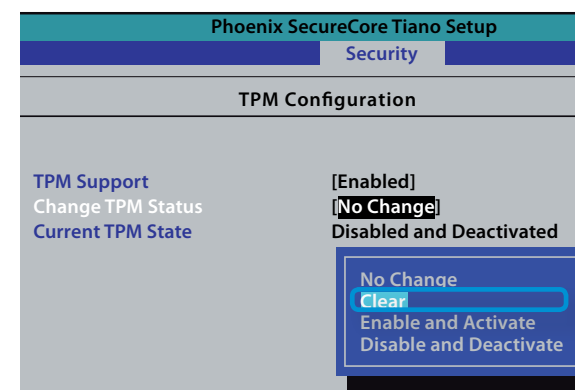 Phoenix SecureCore Tiano Setup
Security
TPM Configuration
TPM Support [Enabled]
Change TPM Status [No Change]
Current TPM State Disabled and Deactivated
No Change
Clear
Enable and Activate
Disable and Deactivate